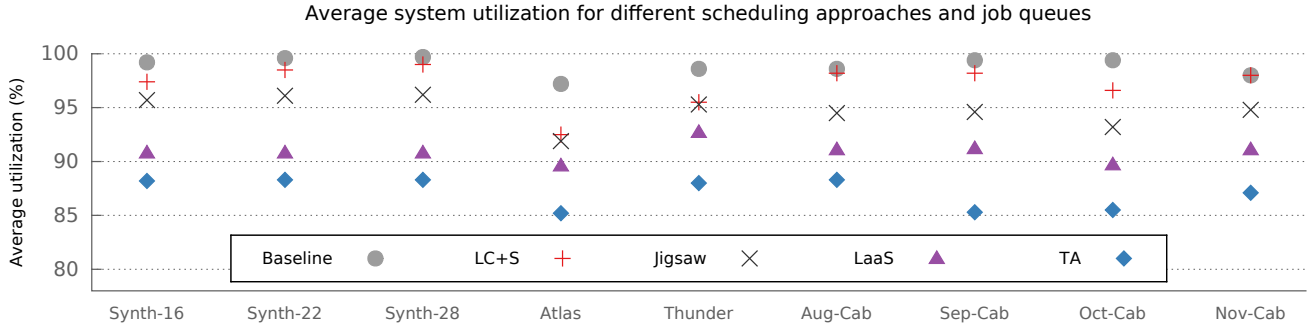 Average system utilization for different scheduling approaches and job queues
Average utilization (%)
100
95
90
85
80
Baseline LC+S Jigsaw LaaS TA
Synth-16 Synth-22 Synth-28 Atlas Thunder Aug-Cab Sep-Cab Oct-Cab Nov-Cab